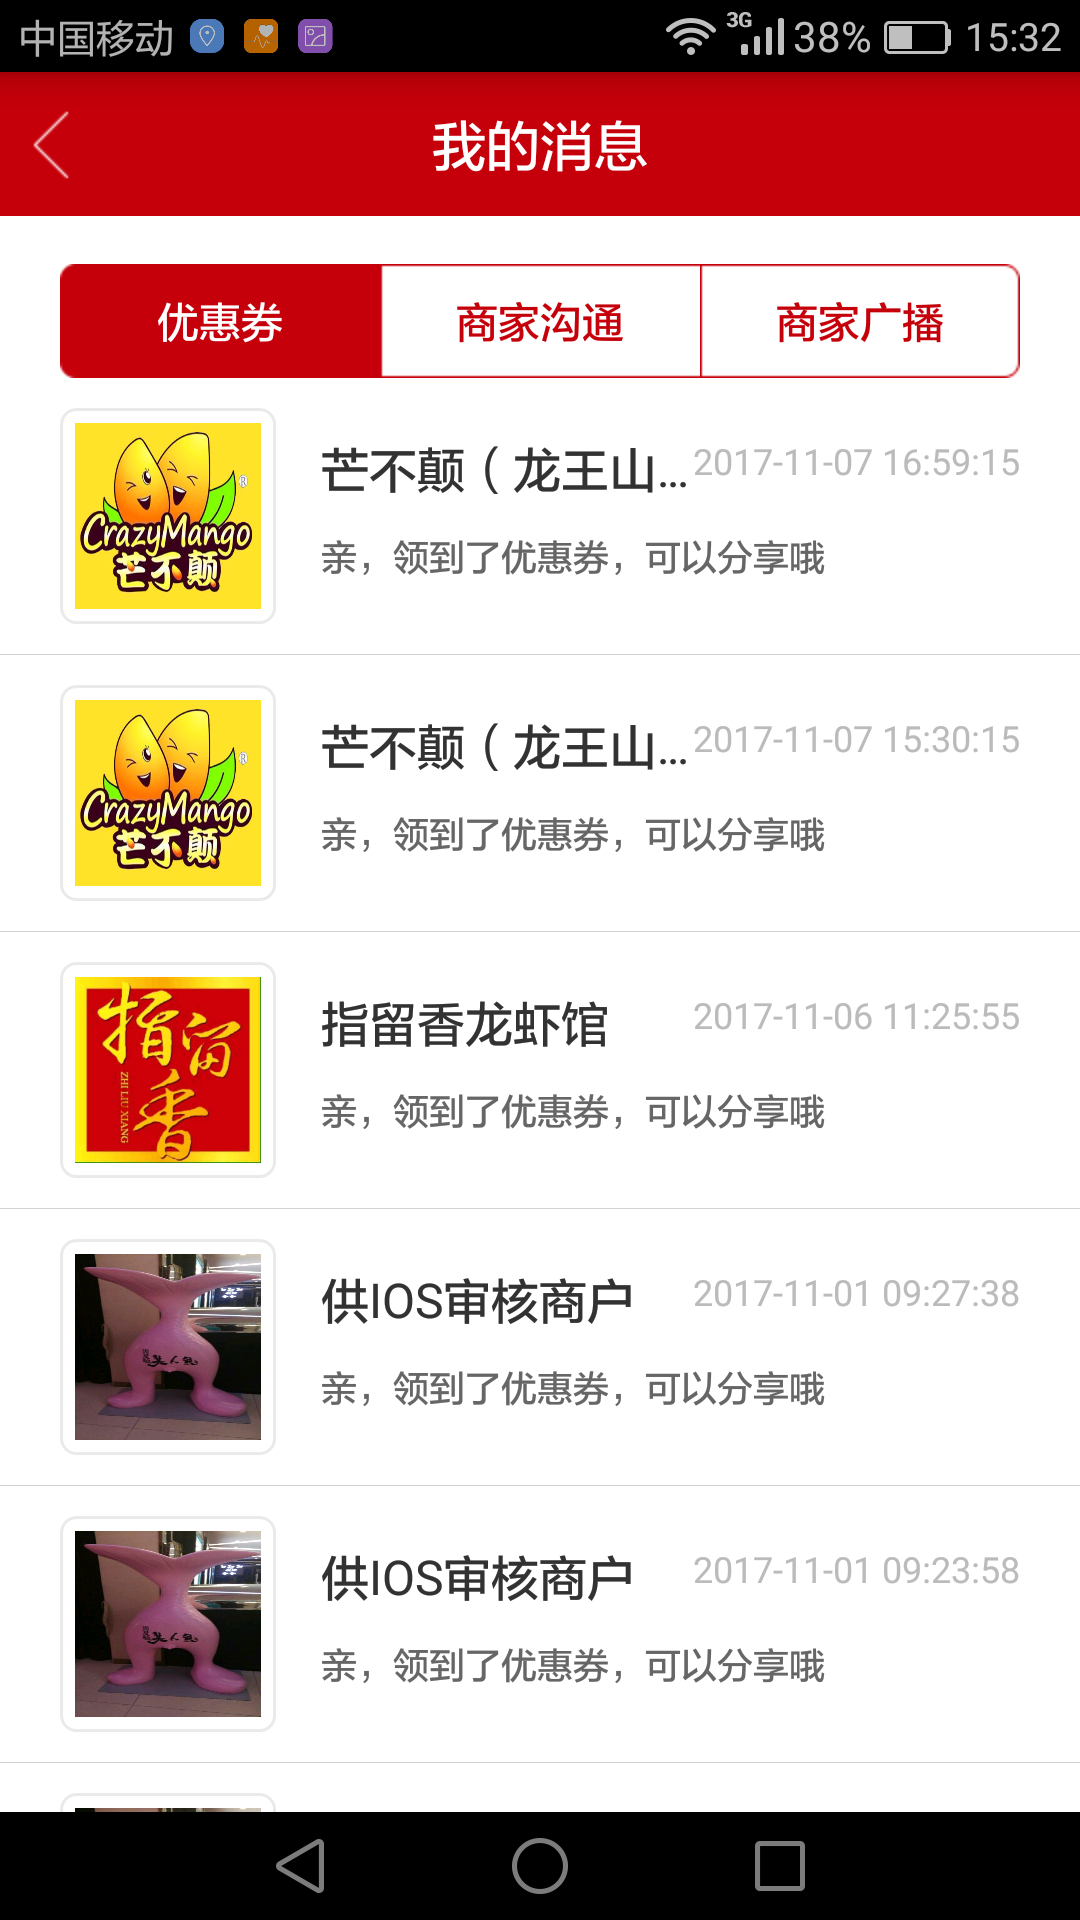 中国移动 3G 38% 15:32
我的消息
优惠券 商家沟通 商家广播
CrazyMango
芒不颠
®
芒不颠（龙王山... 2017-11-07 16:59:15
亲，领到了优惠券，可以分享哦
CrazyMango
芒不颠
®
芒不颠（龙王山... 2017-11-07 15:30:15
亲，领到了优惠券，可以分享哦
指留香
ZHI LIU XIANG
指留香龙虾馆 2017-11-06 11:25:55
亲，领到了优惠券，可以分享哦
供IOS审核商户 2017-11-01 09:27:38
亲，领到了优惠券，可以分享哦
供IOS审核商户 2017-11-01 09:23:58
亲，领到了优惠券，可以分享哦